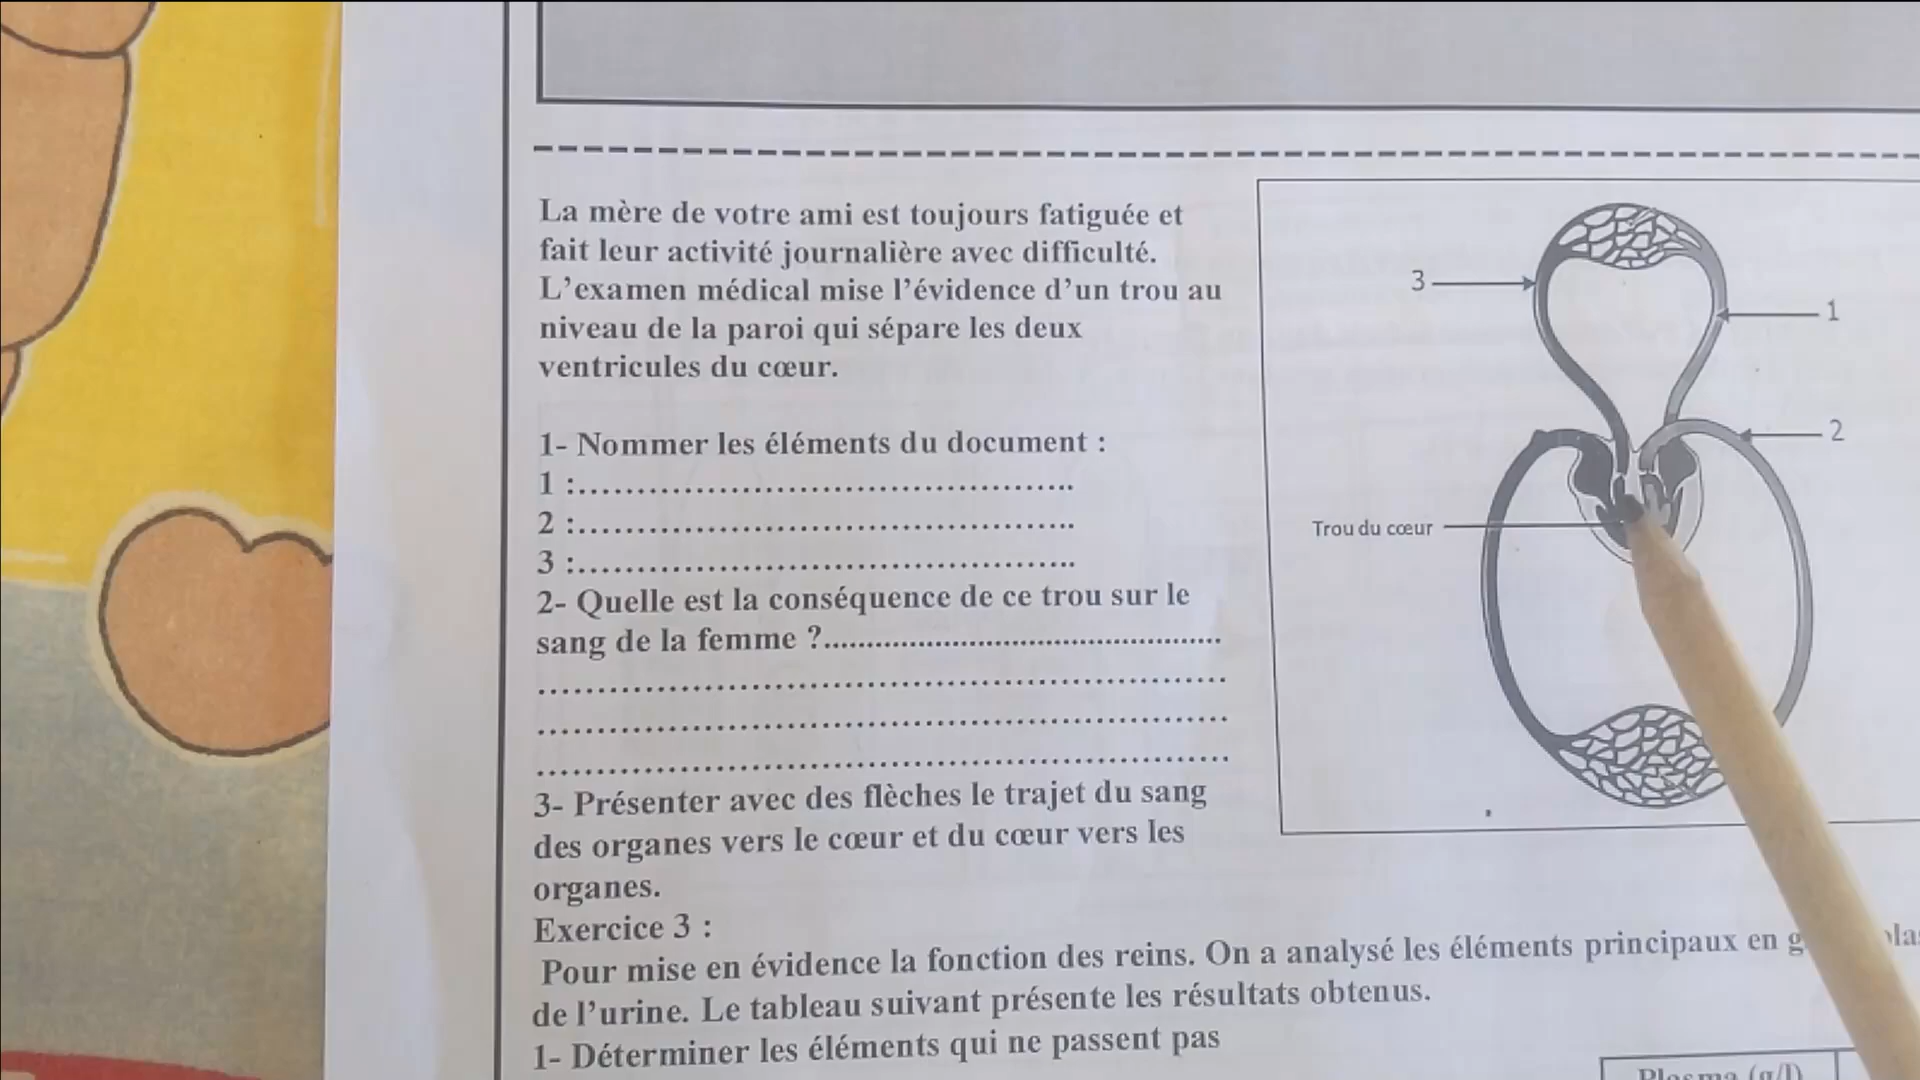 La mère de votre ami est toujours fatiguée et
fait leur activité journalière avec difficulté.
L'examen médical mise l'évidence d'un trou au
niveau de la paroi qui sépare les deux
ventricules du cœur.
1- Nommer les éléments du document :
1 :..........................................
2 :..........................................
3 :..........................................
2- Quelle est la conséquence de ce trou sur le
sang de la femme ?..........................................
3- Présenter avec des flèches le trajet du sang
des organes vers le cœur et du cœur vers les
organes.
3
1
2
Trou du cœur
Exercice 3 :
Pour mise en évidence la fonction des reins. On a analysé les éléments principaux en
de l'urine. Le tableau suivant présente les résultats obtenus.
1- Déterminer les éléments qui ne passent pas
Plasma (g/l)